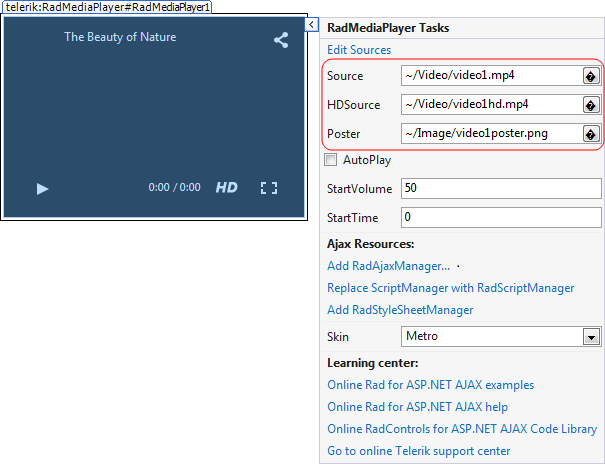 telerik:RadMediaPlayer#RadMediaPlayer1
The Beauty of Nature
0:00 / 0:00 HD
RadMediaPlayer Tasks
Edit Sources
Source ~/Video/video1.mp4
HDSource ~/Video/video1hd.mp4
Poster ~/Image/video1poster.png
AutoPlay
StartVolume 50
StartTime 0
Ajax Resources:
Add RadAjaxManager...
Replace ScriptManager with RadScriptManager
Add RadStyleSheetManager
Skin Metro
Learning center:
Online Rad for ASP.NET AJAX examples
Online Rad for ASP.NET AJAX help
Online RadControls for ASP.NET AJAX Code Library
Go to online Telerik support center